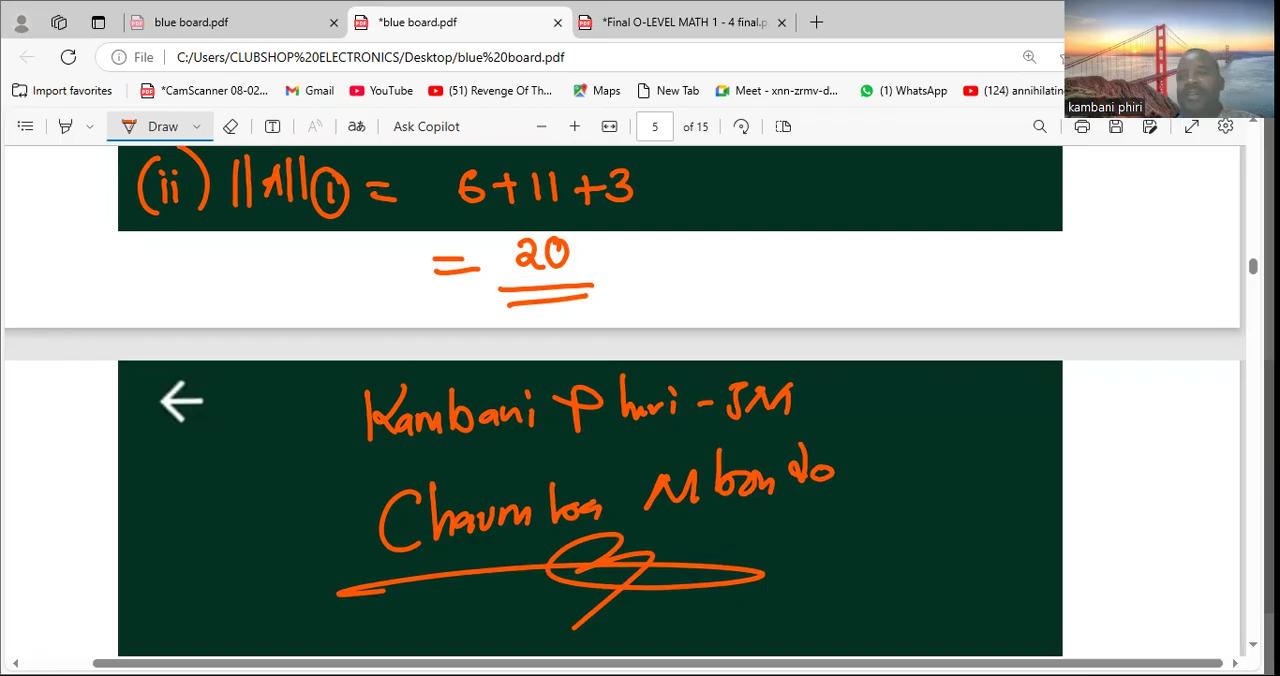 blue board.pdf
*blue board.pdf
*Final O-LEVEL MATH 1 - 4 final.p
File C:/Users/CLUBSHOP%20ELECTRONICS/Desktop/blue%20board.pdf
Import favorites *CamScanner 08-02... Gmail YouTube (51) Revenge Of Th... Maps New Tab Meet - xnn-zrmv-d... (1) WhatsApp (124) annihilating
kambani phiri
Draw Ask Copilot 5 of 15
(ii) ||A||① = 6+11+3
= 20
Kambani Phiri - JM
Chaumba Mbondo